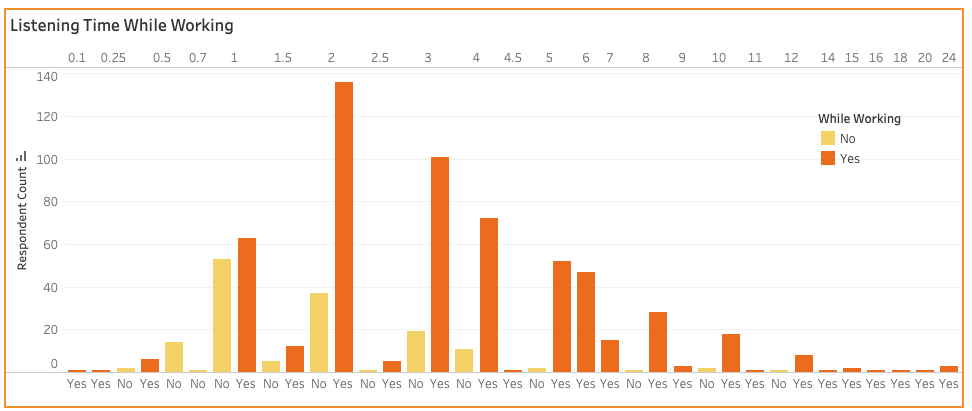 Listening Time While Working
0.1 0.25 0.5 0.7 1 1.5 2 2.5 3 4 4.5 5 6 7 8 9 10 11 12 14 15 16 18 20 24
140
120
100
80
60
40
20
0
Respondent Count
While Working
No
Yes
Yes Yes No Yes No No No Yes No Yes No Yes No Yes No Yes No Yes Yes No Yes Yes Yes No Yes Yes No Yes Yes No Yes Yes Yes Yes Yes Yes Yes